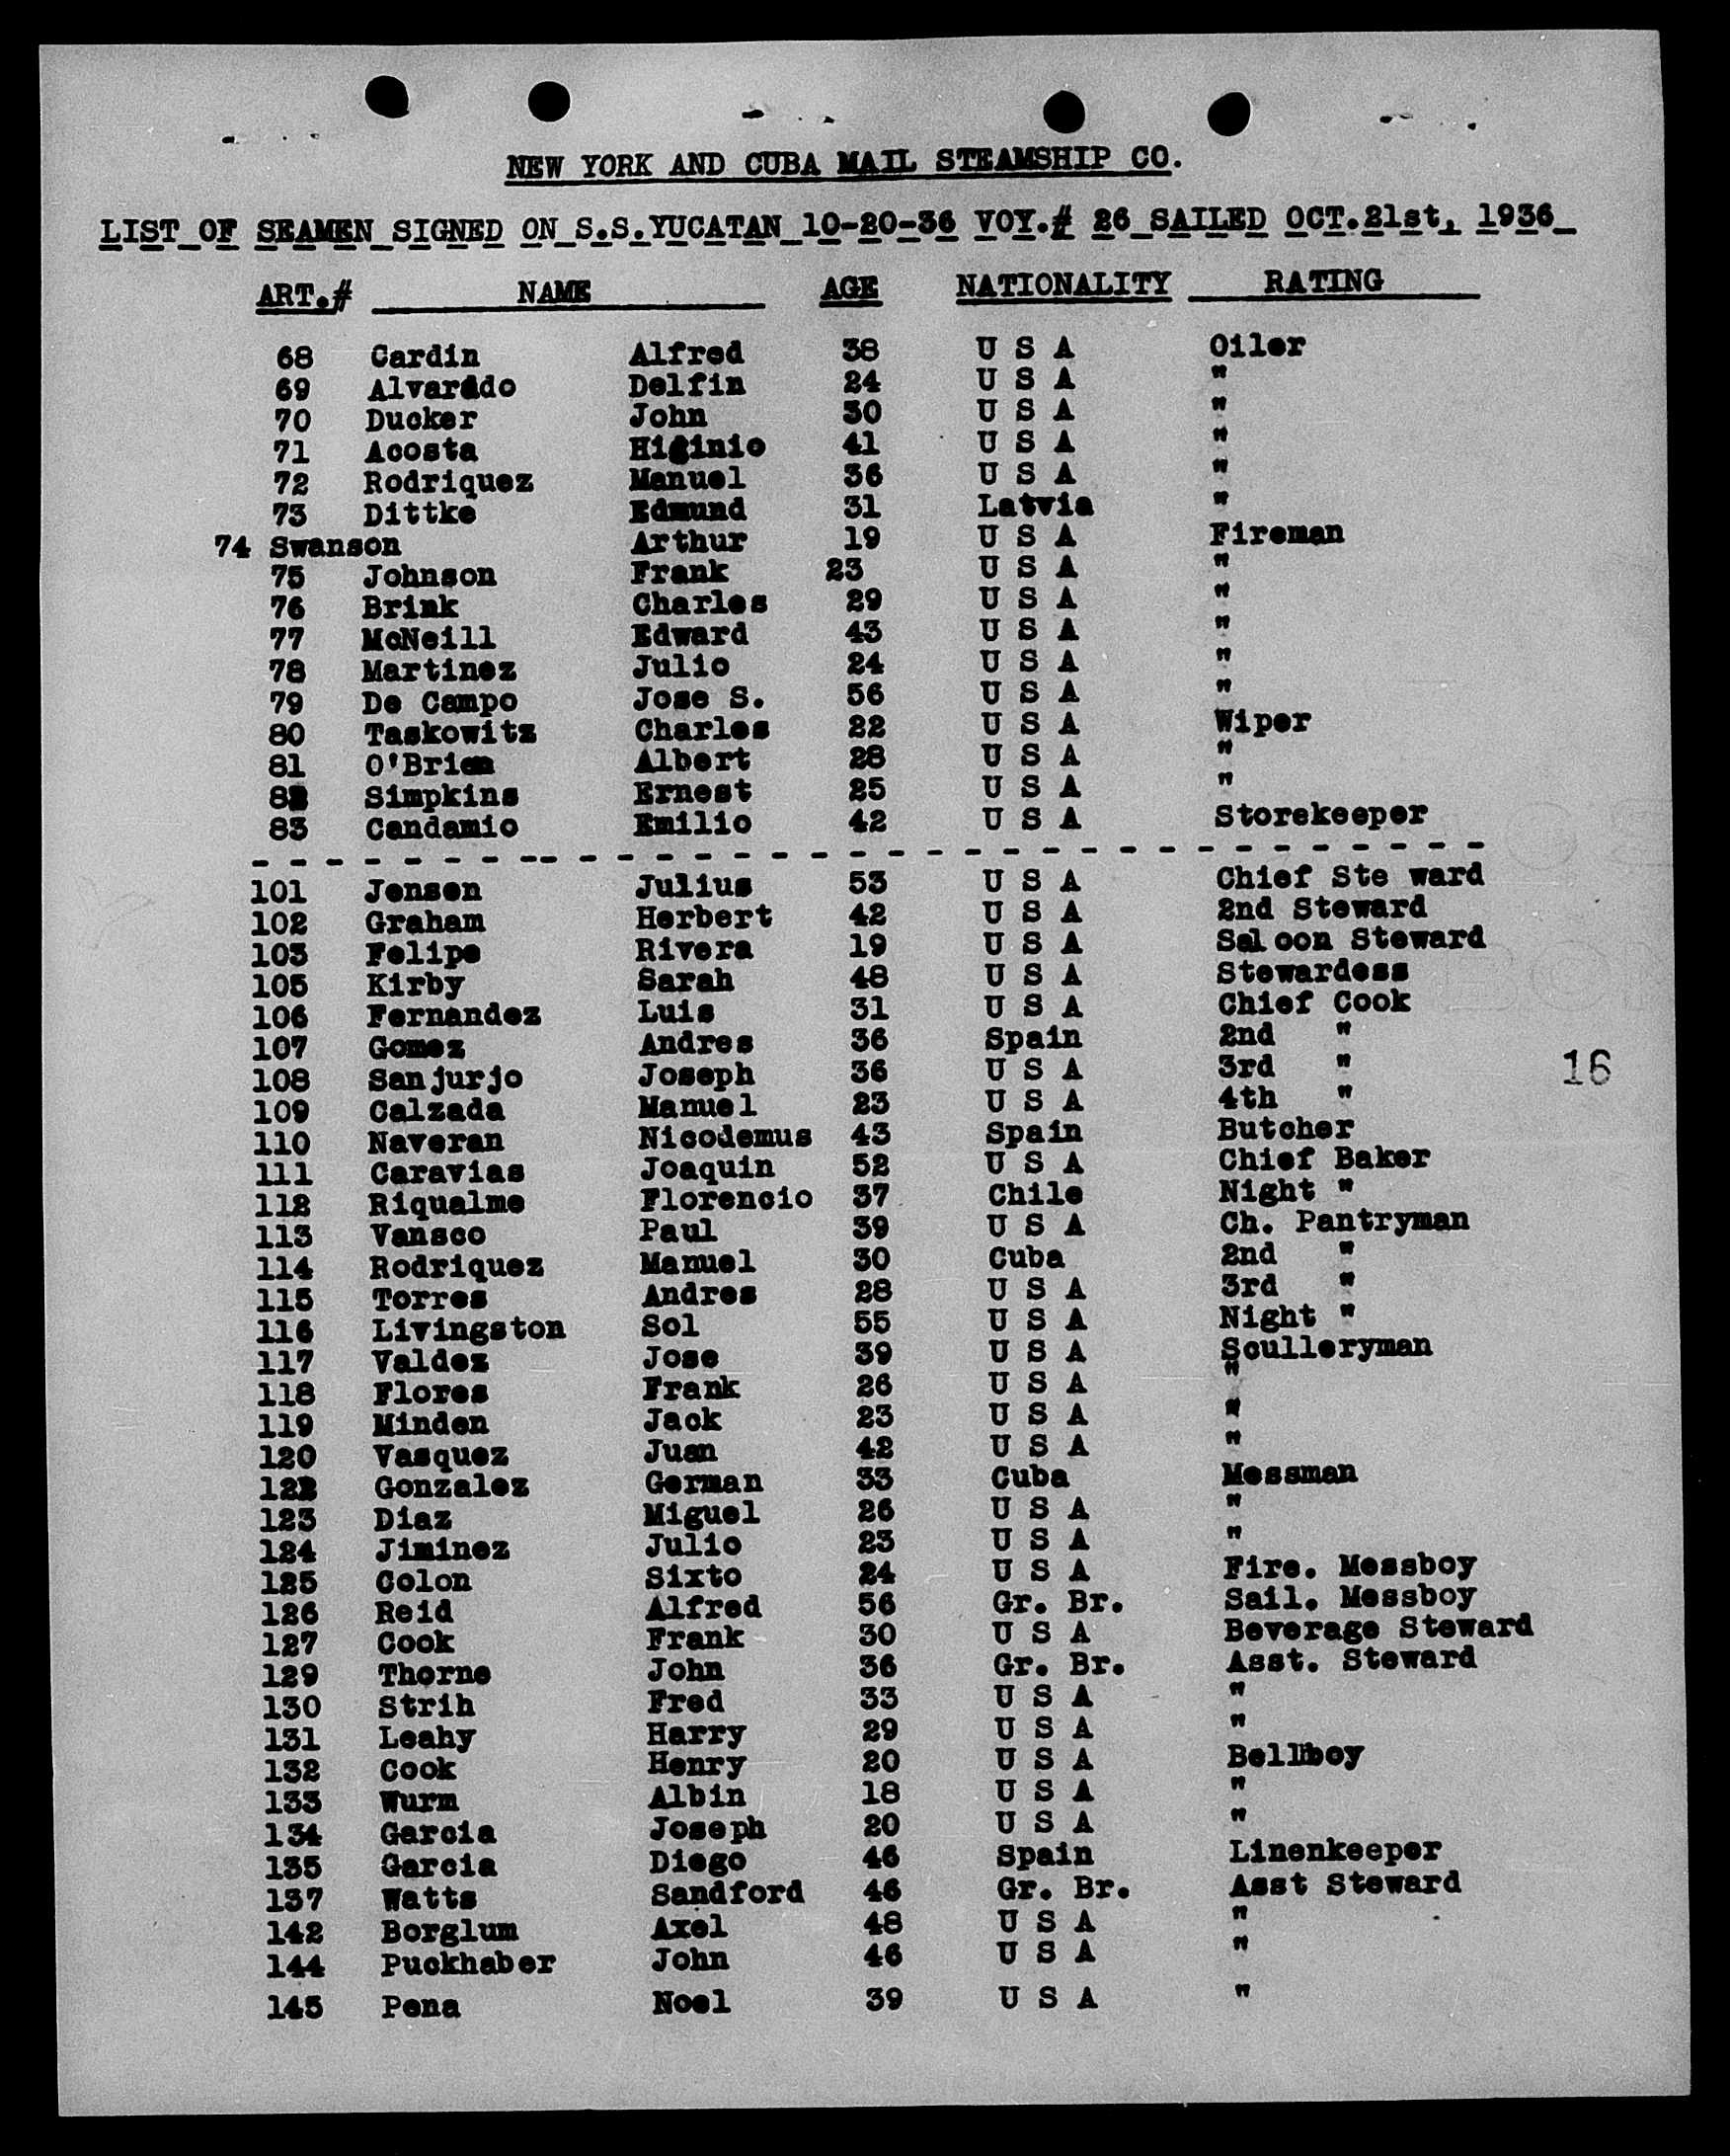 NEW YORK AND CUBA MAIL STEAMSHIP CO.
LIST OF SEAMEN SIGNED ON S.S.YUCATAN 10-20-36 VOY.# 26 SAILED OCT.21st, 1936
ART.# NAME AGE NATIONALITY RATING
68 Cardin Alfred 38 U S A Oiler
69 Alvarado Delfin 24 U S A "
70 Ducker John 30 U S A "
71 Acosta Higinio 41 U S A "
72 Rodriquez Manuel 36 U S A "
73 Dittke Edmund 31 Latvia "
74 Swanson Arthur 19 U S A Fireman
75 Johnson Frank 23 U S A "
76 Brink Charles 29 U S A "
77 McNeill Edward 43 U S A "
78 Martinez Julio 24 U S A "
79 De Campo Jose S. 56 U S A "
80 Taskowitz Charles 22 U S A Wiper
81 O'Brien Albert 28 U S A "
82 Simpkins Ernest 25 U S A "
83 Candamio Emilio 42 U S A Storekeeper
101 Jensen Julius 53 U S A Chief Ste ward
102 Graham Herbert 42 U S A 2nd Steward
103 Felipe Rivera 19 U S A Saloon Steward
105 Kirby Sarah 48 U S A Stewardess
106 Fernandez Luis 31 U S A Chief Cook
107 Gomez Andres 36 Spain 2nd "
108 Sanjurjo Joseph 36 U S A 3rd "
16
109 Calzada Manuel 23 U S A 4th "
110 Naveran Nicodemus 43 Spain Butcher
111 Caravias Joaquin 52 U S A Chief Baker
112 Riqualme Florencio 37 Chile Night "
113 Vansco Paul 39 U S A Ch. Pantryman
114 Rodriquez Manuel 30 Cuba 2nd "
115 Torres Andres 28 U S A 3rd "
116 Livingston Sol 55 U S A Night "
117 Valdez Jose 39 U S A Sculleryman
118 Flores Frank 26 U S A "
119 Minden Jack 23 U S A "
120 Vasquez Juan 42 U S A "
122 Gonzalez German 33 Cuba Messman
123 Diaz Miguel 26 U S A "
124 Jiminez Julio 23 U S A "
125 Colon Sixto 24 U S A Fire. Messboy
126 Reid Alfred 56 Gr. Br. Sail. Messboy
127 Cook Frank 30 U S A Beverage Steward
129 Thorne John 36 Gr. Br. Asst. Steward
130 Strih Fred 33 U S A "
131 Leahy Harry 29 U S A "
132 Cook Henry 20 U S A Bellboy
133 Wurm Albin 18 U S A "
134 Garcia Joseph 20 U S A "
135 Garcia Diego 46 Spain Linenkeeper
137 Watts Sandford 46 Gr. Br. Asst Steward
142 Borglum Axel 48 U S A "
144 Puckhaber John 46 U S A "
145 Pena Noel 39 U S A "